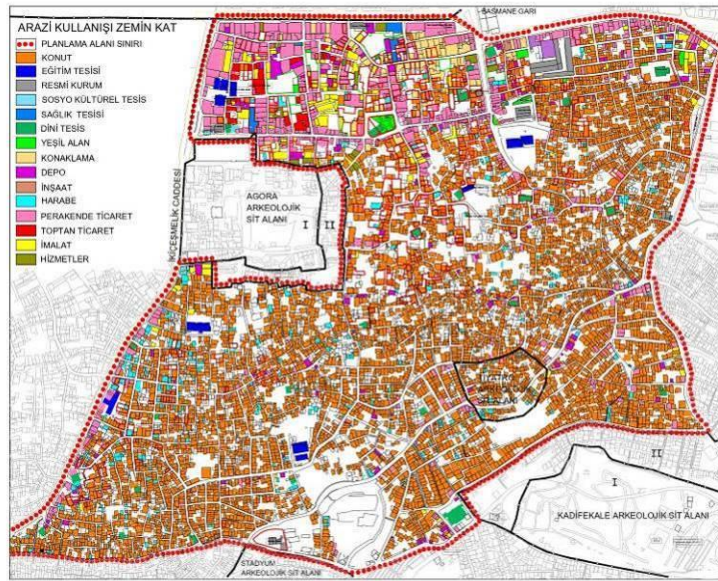 ARAZİ KULLANIŞI ZEMİN KAT
PLANLAMA ALANI SINIRI
KONUT
EĞİTİM TESİSİ
RESMİ KURUM
SOSYO KÜLTÜREL TESİS
SAĞLIK TESİSİ
DİNİ TESİS
YEŞİL ALAN
KONAKLAMA
DEPO
İNŞAAT
HARABE
PERAKENDE TİCARET
TOPTAN TİCARET
İMALAT
HİZMETLER
BASMANE GARI
İKİÇEŞMELİK CADDESİ
AGORA
ARKEOLOJİK
SİT ALANI
I
II
SİT ALANI
II
I
KADİFEKALE ARKEOLOJİK SİT ALANI
STADYUM
ARKEOLOJİK SİT ALANI